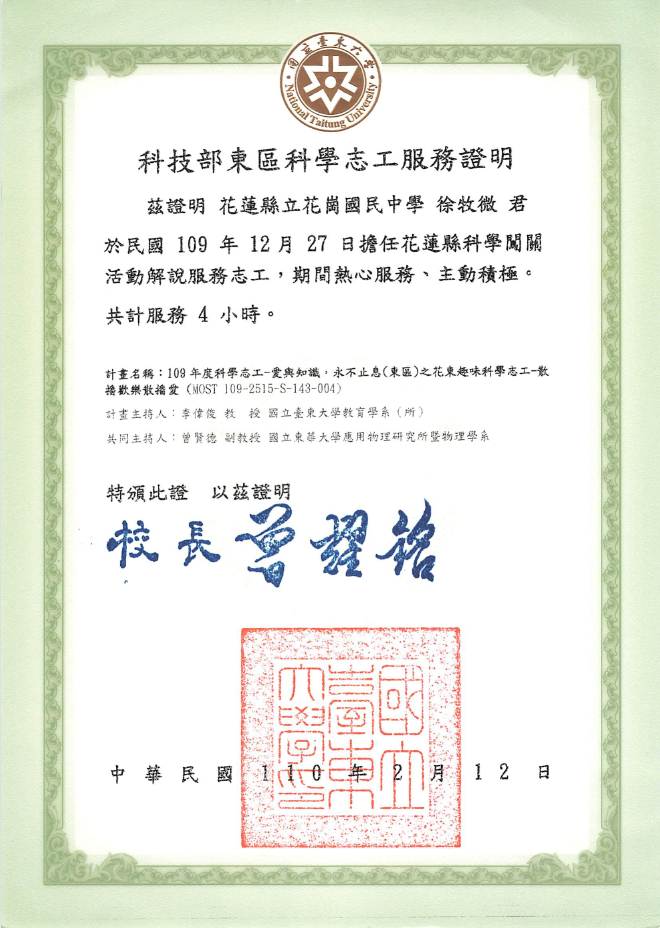 國立臺東大學
National Taitung University
科技部東區科學志工服務證明
茲證明 花蓮縣立花崗國民中學 徐牧微 君
於民國 109 年 12 月 27 日擔任花蓮縣科學闖關
活動解說服務志工，期間熱心服務、主動積極。
共計服務 4 小時。
計畫名稱：109 年度科學志工-愛與知識，永不止息(東區)之花東趣味科學志工-散
播歡樂散播愛 (MOST 109-2515-S-143-004)
計畫主持人：李偉俊 教 授 國立臺東大學教育學系（所）
共同主持人：曾賢德 副教授 國立東華大學應用物理研究所暨物理學系
特頒此證 以茲證明
校長曾耀銘
國立臺東大學印
中華民國 110 年 2 月 12 日